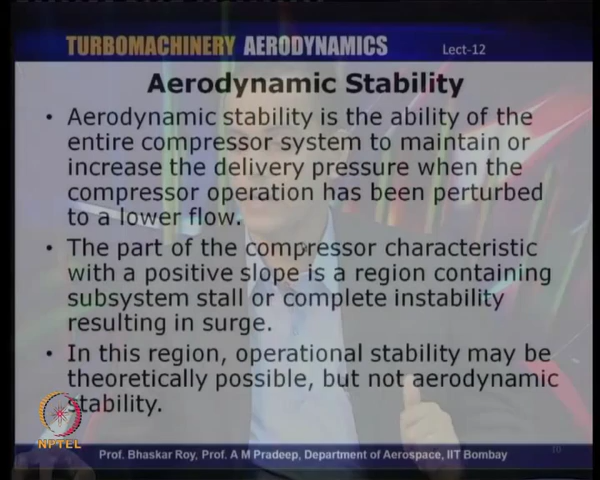 TURBOMACHINERY AERODYNAMICS Lect-12
Aerodynamic Stability
• Aerodynamic stability is the ability of the
entire compressor system to maintain or
increase the delivery pressure when the
compressor operation has been perturbed
to a lower flow.
• The part of the compressor characteristic
with a positive slope is a region containing
subsystem stall or complete instability
resulting in surge.
• In this region, operational stability may be
theoretically possible, but not aerodynamic
stability.
NPTEL
Prof. Bhaskar Roy, Prof. A M Pradeep, Department of Aerospace, IIT Bombay
10